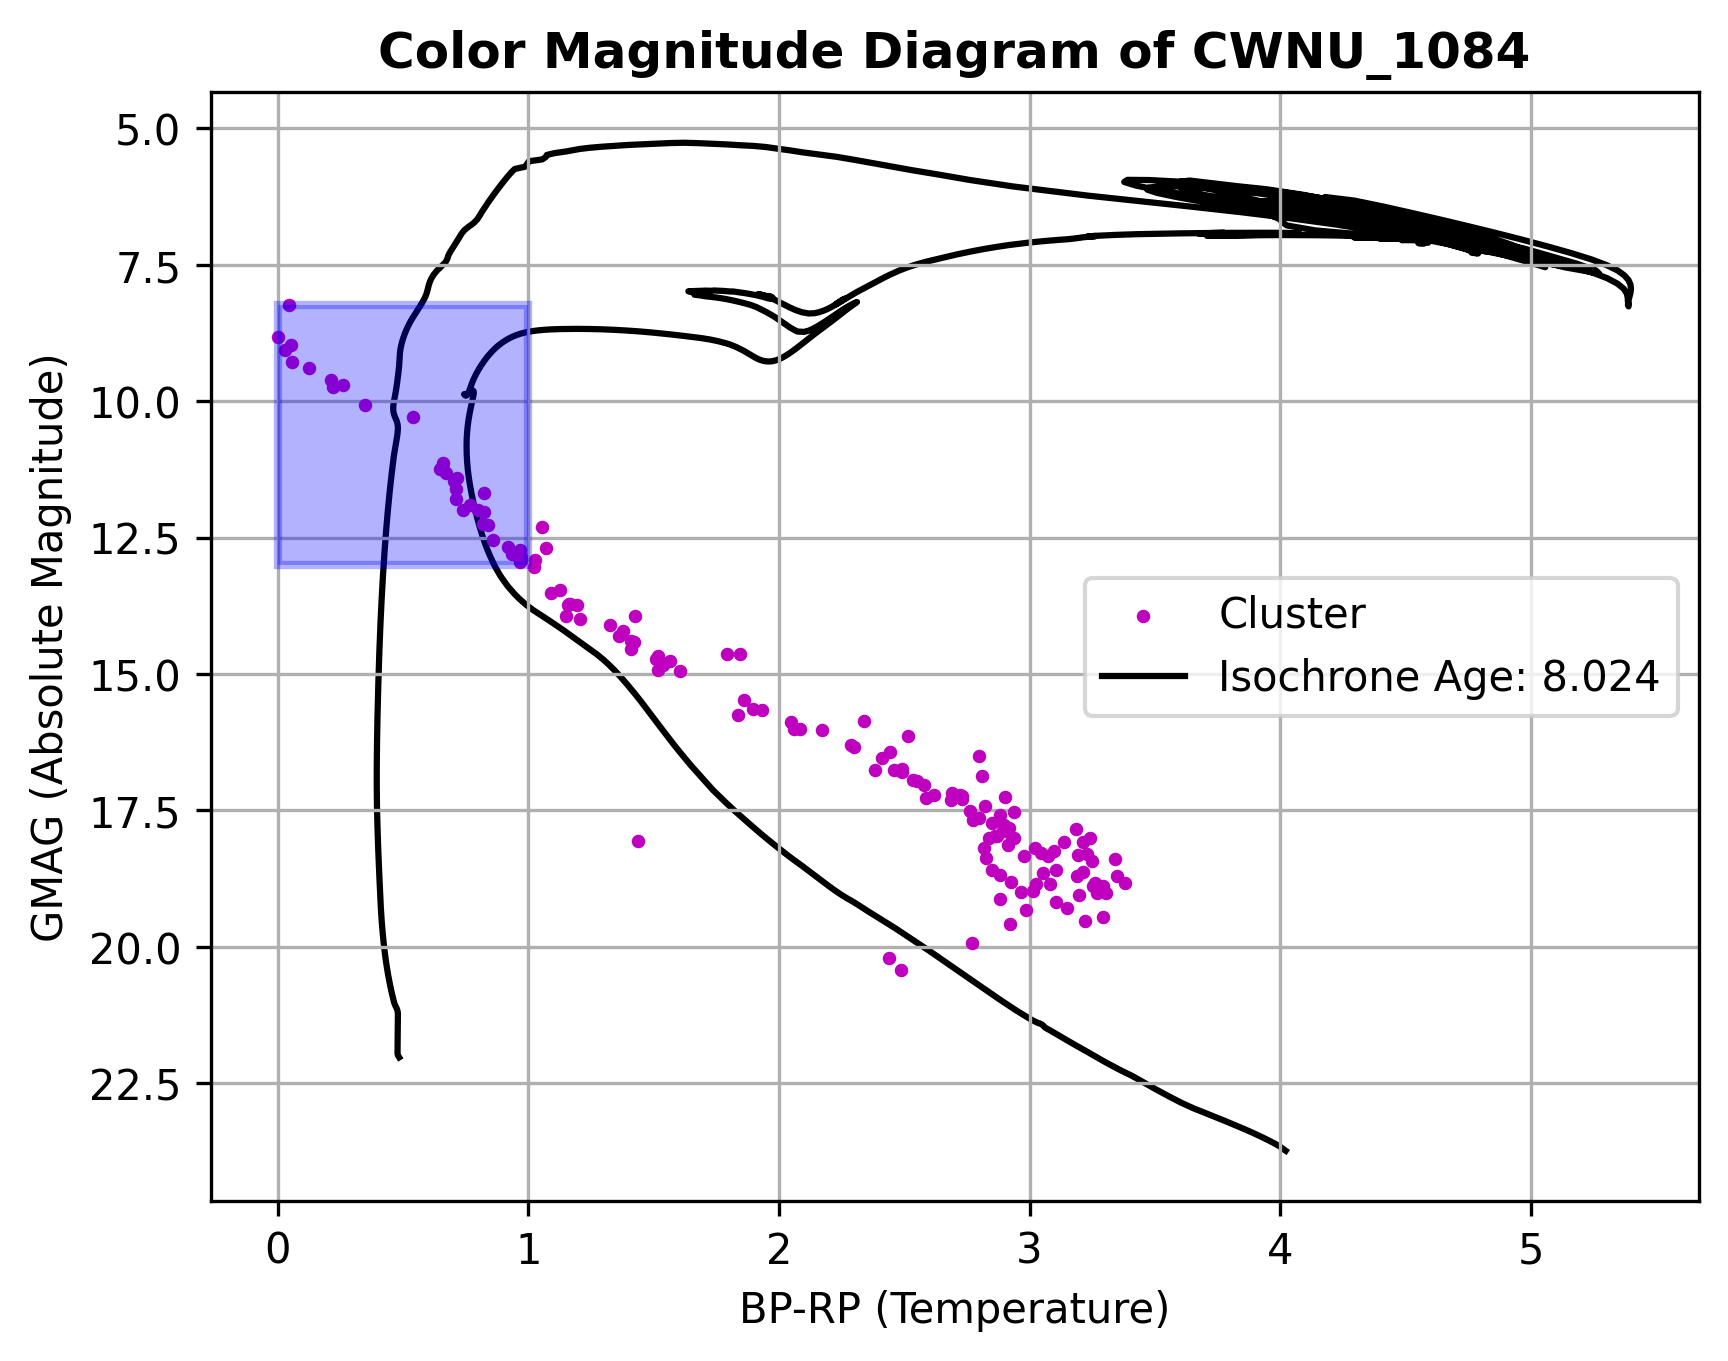 Color Magnitude Diagram of CWNU_1084
GMAG (Absolute Magnitude)
5.0
7.5
10.0
12.5
15.0
17.5
20.0
22.5
Cluster
Isochrone Age: 8.024
0 1 2 3 4 5
BP-RP (Temperature)